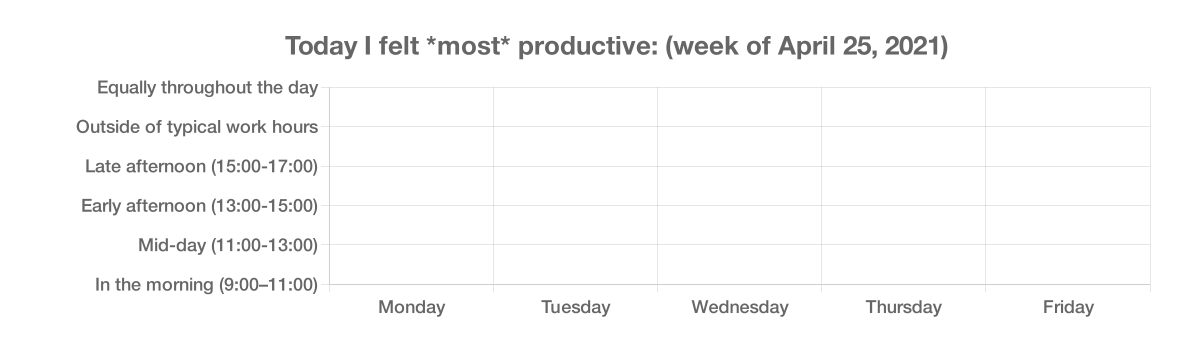 Today I felt *most* productive: (week of April 25, 2021)
Equally throughout the day
Outside of typical work hours
Late afternoon (15:00-17:00)
Early afternoon (13:00-15:00)
Mid-day (11:00-13:00)
In the morning (9:00–11:00)
Monday Tuesday Wednesday Thursday Friday